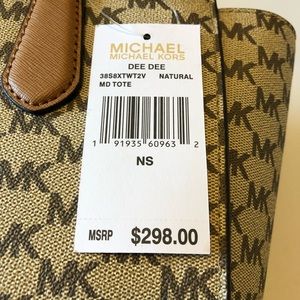 MICHAEL
MICHAEL KORS
DEE DEE
38S8XTWT2V NATURAL
MD TOTE
1 91935 60963 2
NS
MSRP $298.00